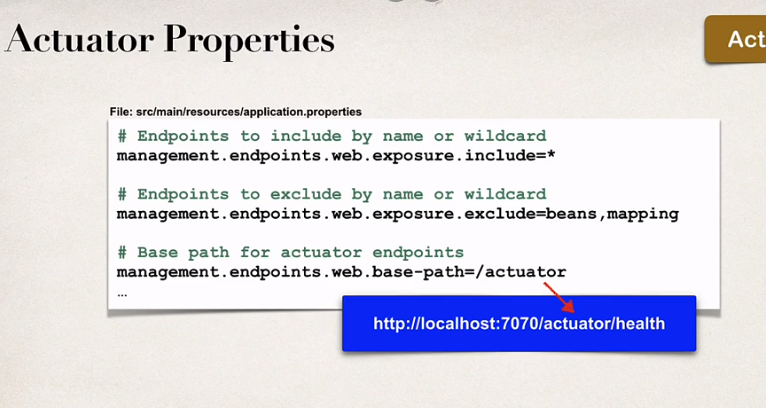 Actuator Properties
Act
File: src/main/resources/application.properties
# Endpoints to include by name or wildcard
management.endpoints.web.exposure.include=*
# Endpoints to exclude by name or wildcard
management.endpoints.web.exposure.exclude=beans,mapping
# Base path for actuator endpoints
management.endpoints.web.base-path=/actuator
…
http://localhost:7070/actuator/health